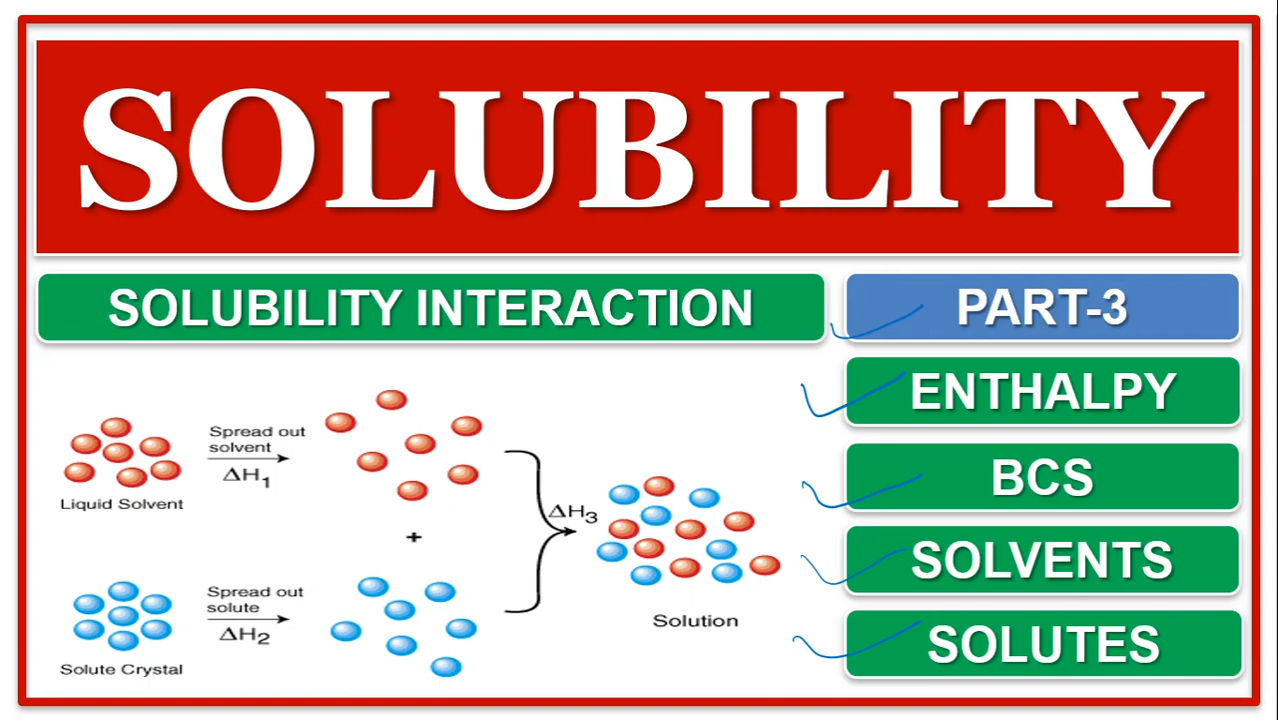 SOLUBILITY
SOLUBILITY INTERACTION
PART-3
ENTHALPY
BCS
SOLVENTS
SOLUTES
Spread out
solvent
ΔH₁
Liquid Solvent
+
ΔH₃
Spread out
solute
ΔH₂
Solute Crystal
Solution